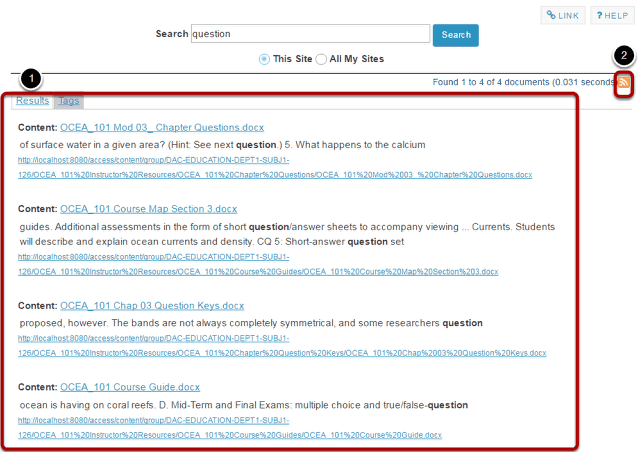 LINK ? HELP
Search question Search
This Site All My Sites
2
Found 1 to 4 of 4 documents (0.031 seconds
1
Results Tags
Content: OCEA_101 Mod 03_ Chapter Questions.docx
of surface water in a given area? (Hint: See next question.) 5. What happens to the calcium
http://localhost:8080/access/content/group/DAC-EDUCATION-DEPT1-SUBJ1-
126/OCEA_101%20Instructor%20Resources/OCEA_101%20Chapter%20Questions/OCEA_101%20Mod%2003_%20Chapter%20Questions.docx
Content: OCEA_101 Course Map Section 3.docx
guides. Additional assessments in the form of short question/answer sheets to accompany viewing ... Currents. Students
will describe and explain ocean currents and density. CQ 5: Short-answer question set
http://localhost:8080/access/content/group/DAC-EDUCATION-DEPT1-SUBJ1-
126/OCEA_101%20Instructor%20Resources/OCEA_101%20Course%20Guides/OCEA_101%20Course%20Map%20Section%203.docx
Content: OCEA_101 Chap 03 Question Keys.docx
proposed, however. The bands are not always completely symmetrical, and some researchers question
http://localhost:8080/access/content/group/DAC-EDUCATION-DEPT1-SUBJ1-
126/OCEA_101%20Instructor%20Resources/OCEA_101%20Chapter%20Question%20Keys/OCEA_101%20Chap%2003%20Question%20Keys.docx
Content: OCEA_101 Course Guide.docx
ocean is having on coral reefs. D. Mid-Term and Final Exams: multiple choice and true/false-question
http://localhost:8080/access/content/group/DAC-EDUCATION-DEPT1-SUBJ1-
126/OCEA_101%20Instructor%20Resources/OCEA_101%20Course%20Guides/OCEA_101%20Course%20Guide.docx